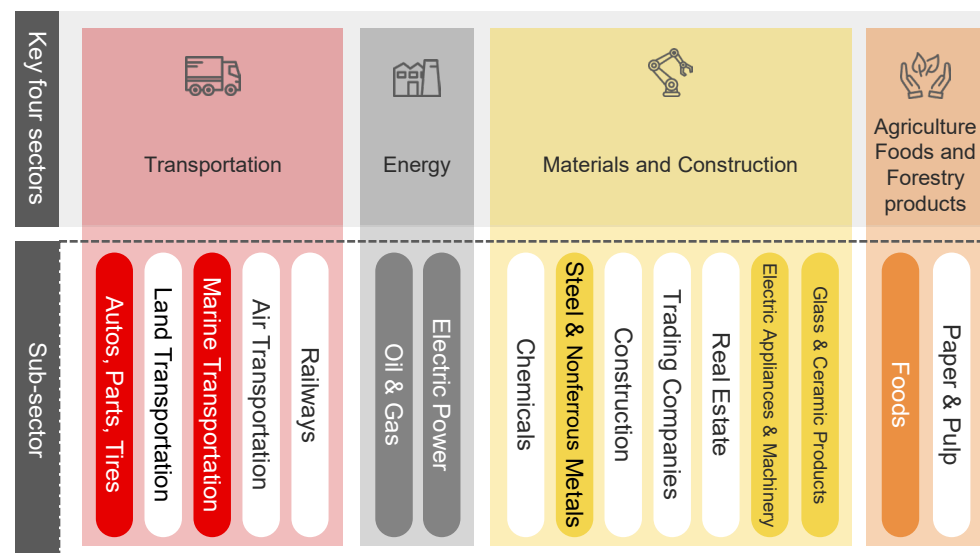 Key four sectors
Transportation
Energy
Materials and Construction
Agriculture
Foods and
Forestry
products
Sub-sector
Autos, Parts, Tires
Land Transportation
Marine Transportation
Air Transportation
Railways
Oil & Gas
Electric Power
Chemicals
Steel & Nonferrous Metals
Construction
Trading Companies
Real Estate
Electric Appliances & Machinery
Glass & Ceramic Products
Foods
Paper & Pulp